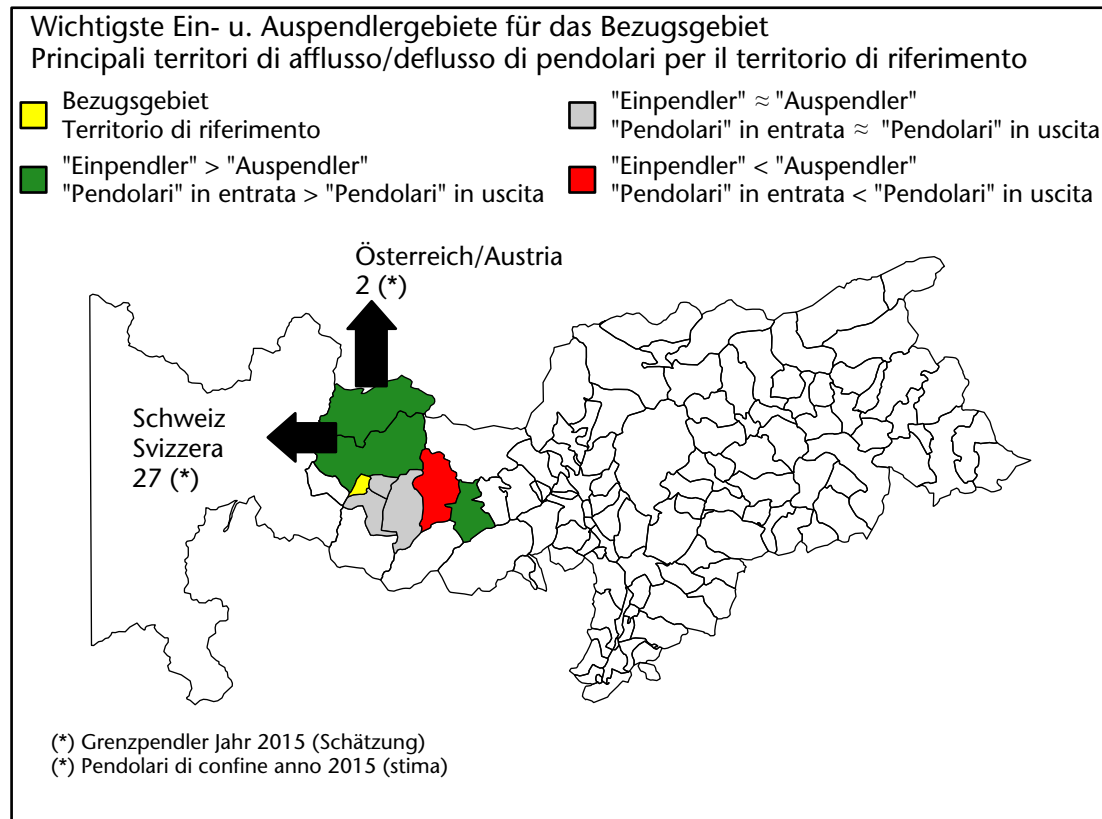 Wichtigste Ein- u. Auspendlergebiete für das Bezugsgebiet
Principali territori di afflusso/deflusso di pendolari per il territorio di riferimento
Bezugsgebiet
Territorio di riferimento
"Einpendler" ≈ "Auspendler"
"Pendolari" in entrata ≈ "Pendolari" in uscita
"Einpendler" > "Auspendler"
"Pendolari" in entrata > "Pendolari" in uscita
"Einpendler" < "Auspendler"
"Pendolari" in entrata < "Pendolari" in uscita
Österreich/Austria
2 (*)
Schweiz
Svizzera
27 (*)
(*) Grenzpendler Jahr 2015 (Schätzung)
(*) Pendolari di confine anno 2015 (stima)